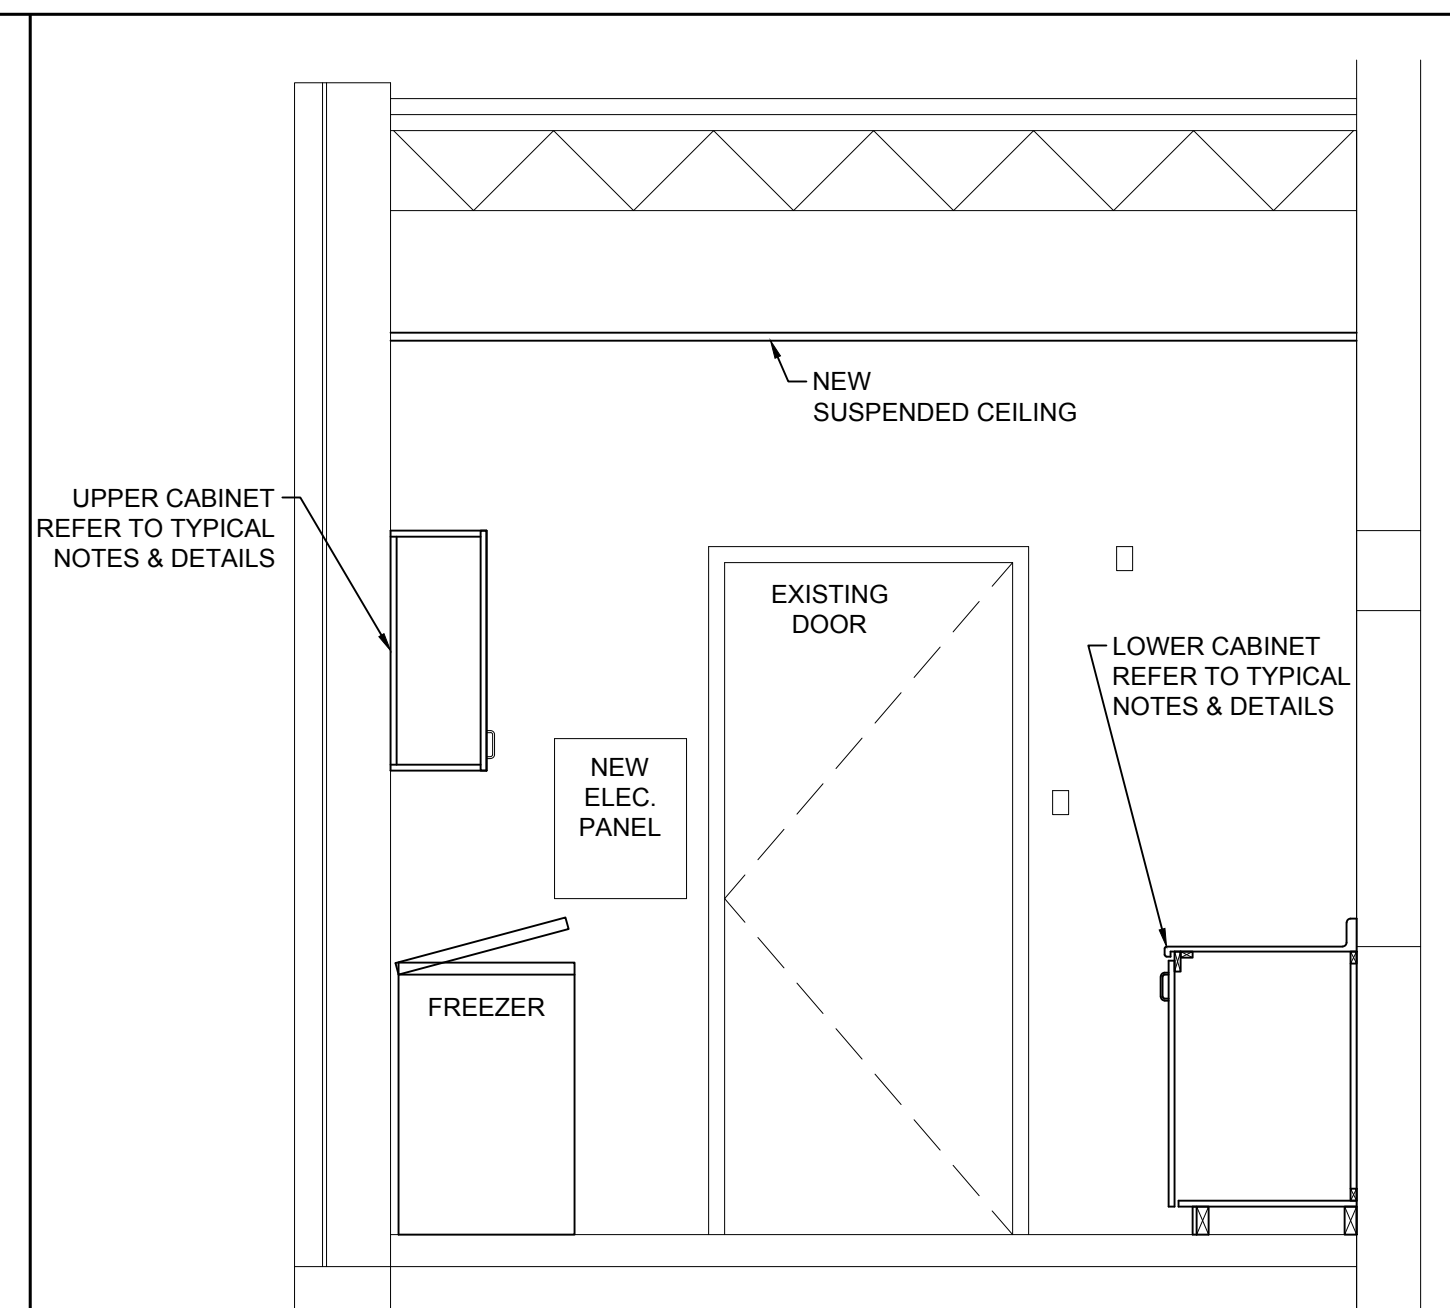 NEW
SUSPENDED CEILING
UPPER CABINET
REFER TO TYPICAL
NOTES & DETAILS
EXISTING
DOOR
LOWER CABINET
REFER TO TYPICAL
NOTES & DETAILS
NEW
ELEC.
PANEL
FREEZER